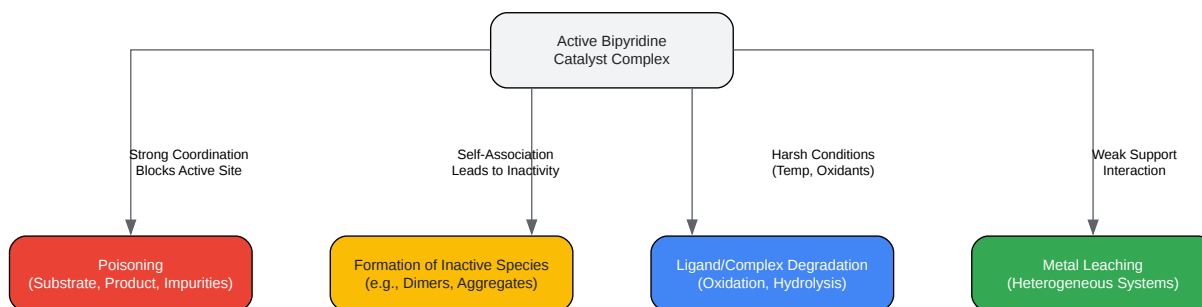 Active Bipyridine
Catalyst Complex
Strong Coordination
Blocks Active Site
Self-Association
Leads to Inactivity
Harsh Conditions
(Temp, Oxidants)
Weak Support
Interaction
Poisoning
(Substrate, Product, Impurities)
Formation of Inactive Species
(e.g., Dimers, Aggregates)
Ligand/Complex Degradation
(Oxidation, Hydrolysis)
Metal Leaching
(Heterogeneous Systems)